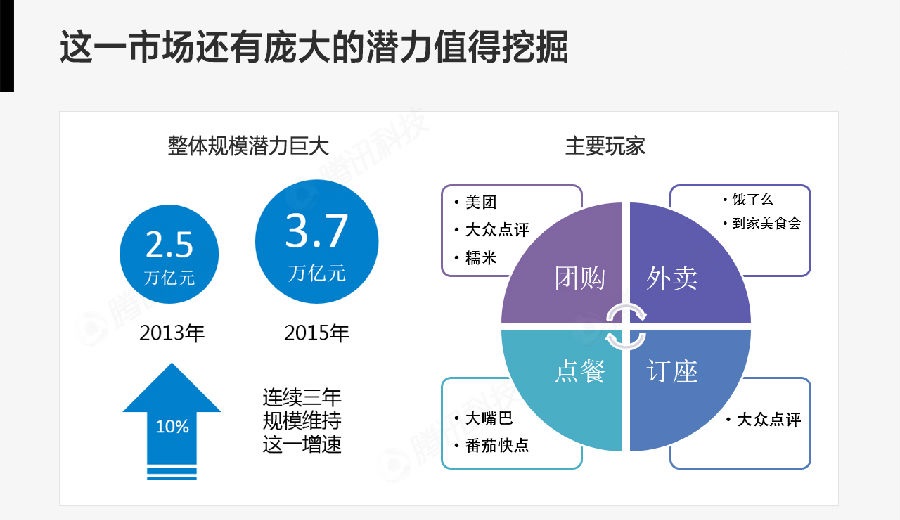 这一市场还有庞大的潜力值得挖掘
整体规模潜力巨大
2.5
万亿元
2013年
3.7
万亿元
2015年
10%
连续三年
规模维持
这一增速
主要玩家
• 美团
• 大众点评
• 糯米
• 饿了么
• 到家美食会
团购
外卖
点餐
订座
• 大嘴巴
• 番茄快点
• 大众点评
腾讯科技